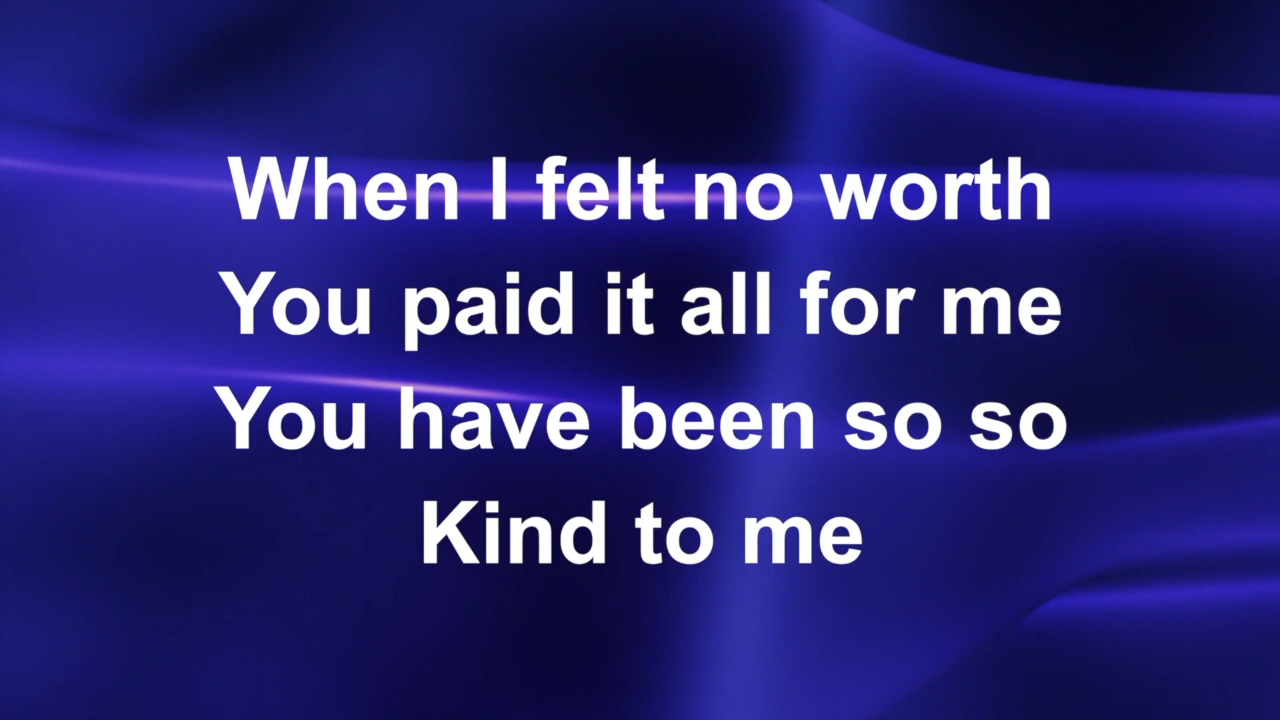 When I felt no worth
You paid it all for me
You have been so so
Kind to me